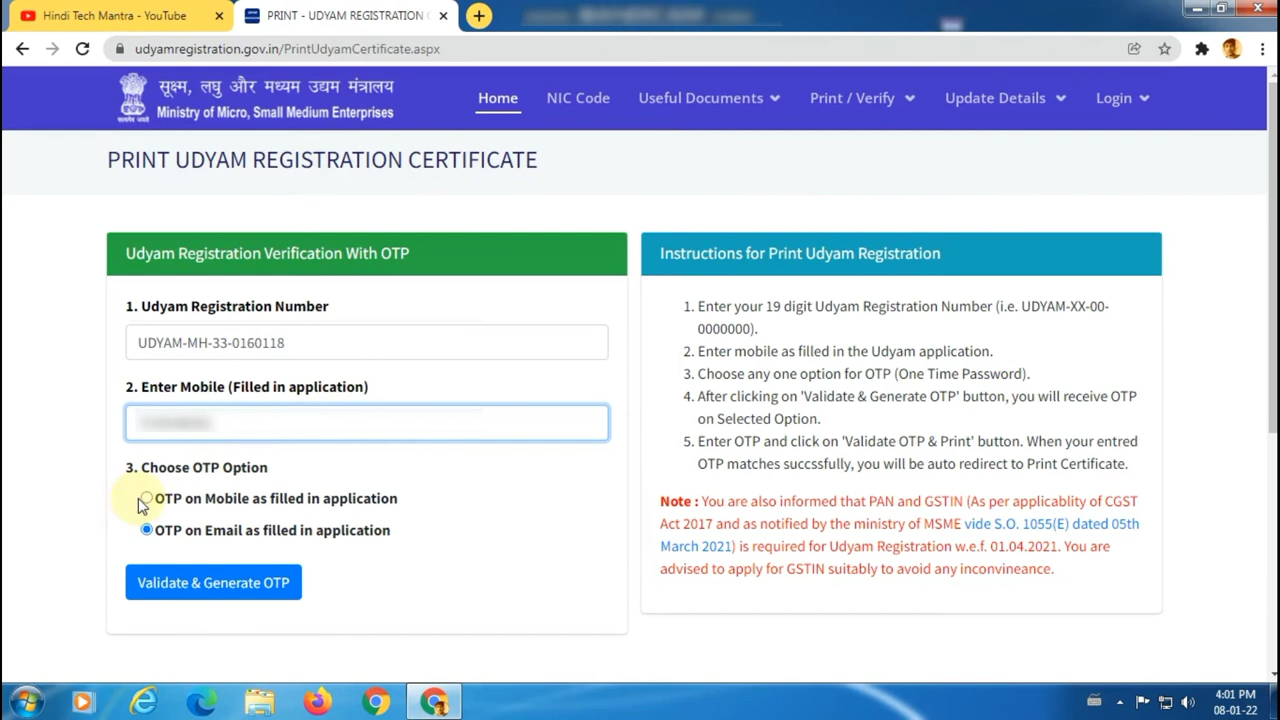 Hindi Tech Mantra - YouTube
PRINT - UDYAM REGISTRATION
udyamregistration.gov.in/PrintUdyamCertificate.aspx
सूक्ष्म, लघु और मध्यम उद्यम मंत्रालय
Ministry of Micro, Small Medium Enterprises
Home
NIC Code
Useful Documents
Print / Verify
Update Details
Login
PRINT UDYAM REGISTRATION CERTIFICATE
Udyam Registration Verification With OTP
1. Udyam Registration Number
UDYAM-MH-33-0160118
2. Enter Mobile (Filled in application)
3. Choose OTP Option
OTP on Mobile as filled in application
OTP on Email as filled in application
Validate & Generate OTP
Instructions for Print Udyam Registration
1. Enter your 19 digit Udyam Registration Number (i.e. UDYAM-XX-00-
0000000).
2. Enter mobile as filled in the Udyam application.
3. Choose any one option for OTP (One Time Password).
4. After clicking on 'Validate & Generate OTP' button, you will receive OTP
on Selected Option.
5. Enter OTP and click on 'Validate OTP & Print' button. When your entred
OTP matches succssfully, you will be auto redirect to Print Certificate.
Note : You are also informed that PAN and GSTIN (As per applicablity of CGST
Act 2017 and as notified by the ministry of MSME vide S.O. 1055(E) dated 05th
March 2021) is required for Udyam Registration w.e.f. 01.04.2021. You are
advised to apply for GSTIN suitably to avoid any inconvineance.
4:01 PM
08-01-22